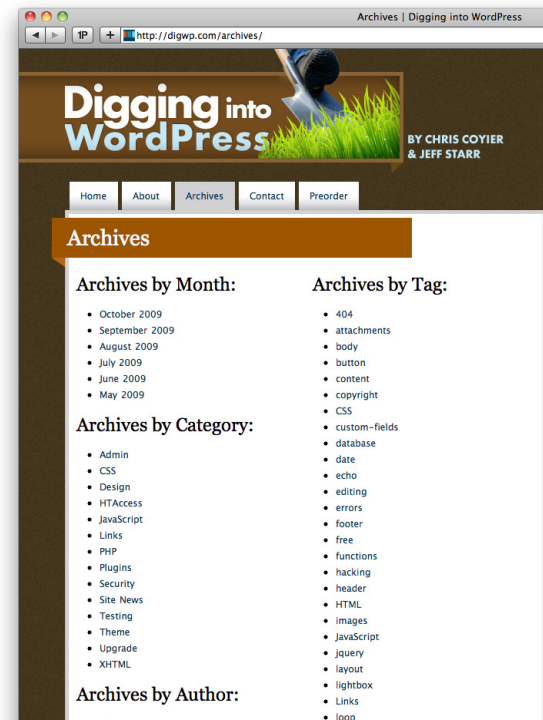 Archives | Digging into WordPress
1P
+
http://digwp.com/archives/
Digging into
WordPress
BY CHRIS COYIER
& JEFF STARR
Home
About
Archives
Contact
Preorder
Archives
Archives by Month:
October 2009
September 2009
August 2009
July 2009
June 2009
May 2009
Archives by Category:
Admin
CSS
Design
HTAccess
JavaScript
Links
PHP
Plugins
Security
Site News
Testing
Theme
Upgrade
XHTML
Archives by Author:
Archives by Tag:
404
attachments
body
button
content
copyright
CSS
custom-fields
database
date
echo
editing
errors
footer
free
functions
hacking
header
HTML
images
JavaScript
jquery
layout
lightbox
Links
loop